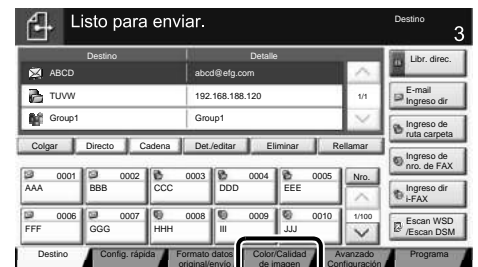 Listo para enviar.
Destino
3
Destino Detalle
ABCD abcd@efg.com
TUVW 192.168.188.120
1/1
Group1 Group1
Colgar Directo Cadena Det./editar Eliminar Rellamar
0001 AAA
0002 BBB
0003 CCC
0004 DDD
0005 EEE
Nro.
0006 FFF
0007 GGG
0008 HHH
0009 III
0010 JJJ
1/100
Libr. direc.
E-mail
Ingreso dir
Ingreso de
ruta carpeta
Ingreso de
nro. de FAX
Ingreso dir
i-FAX
Escan WSD
/Escan DSM
Destino
Config. rápida
Formato datos
original/envío
Color/Calidad
de imagen
Avanzado
Configuración
Programa